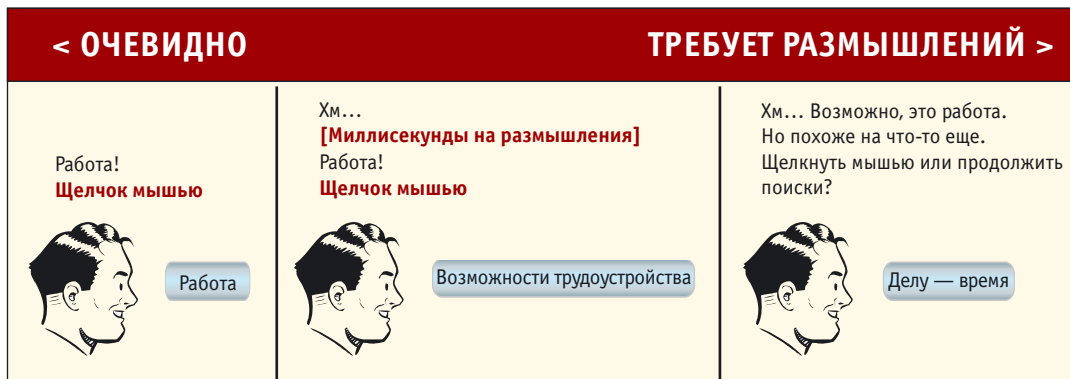 < ОЧЕВИДНО
ТРЕБУЕТ РАЗМЫШЛЕНИЙ >
Работа!
Щелчок мышью
Работа
Хм…
[Миллисекунды на размышления]
Работа!
Щелчок мышью
Возможности трудоустройства
Хм… Возможно, это работа.
Но похоже на что-то еще.
Щелкнуть мышью или продолжить
поиски?
Делу — время